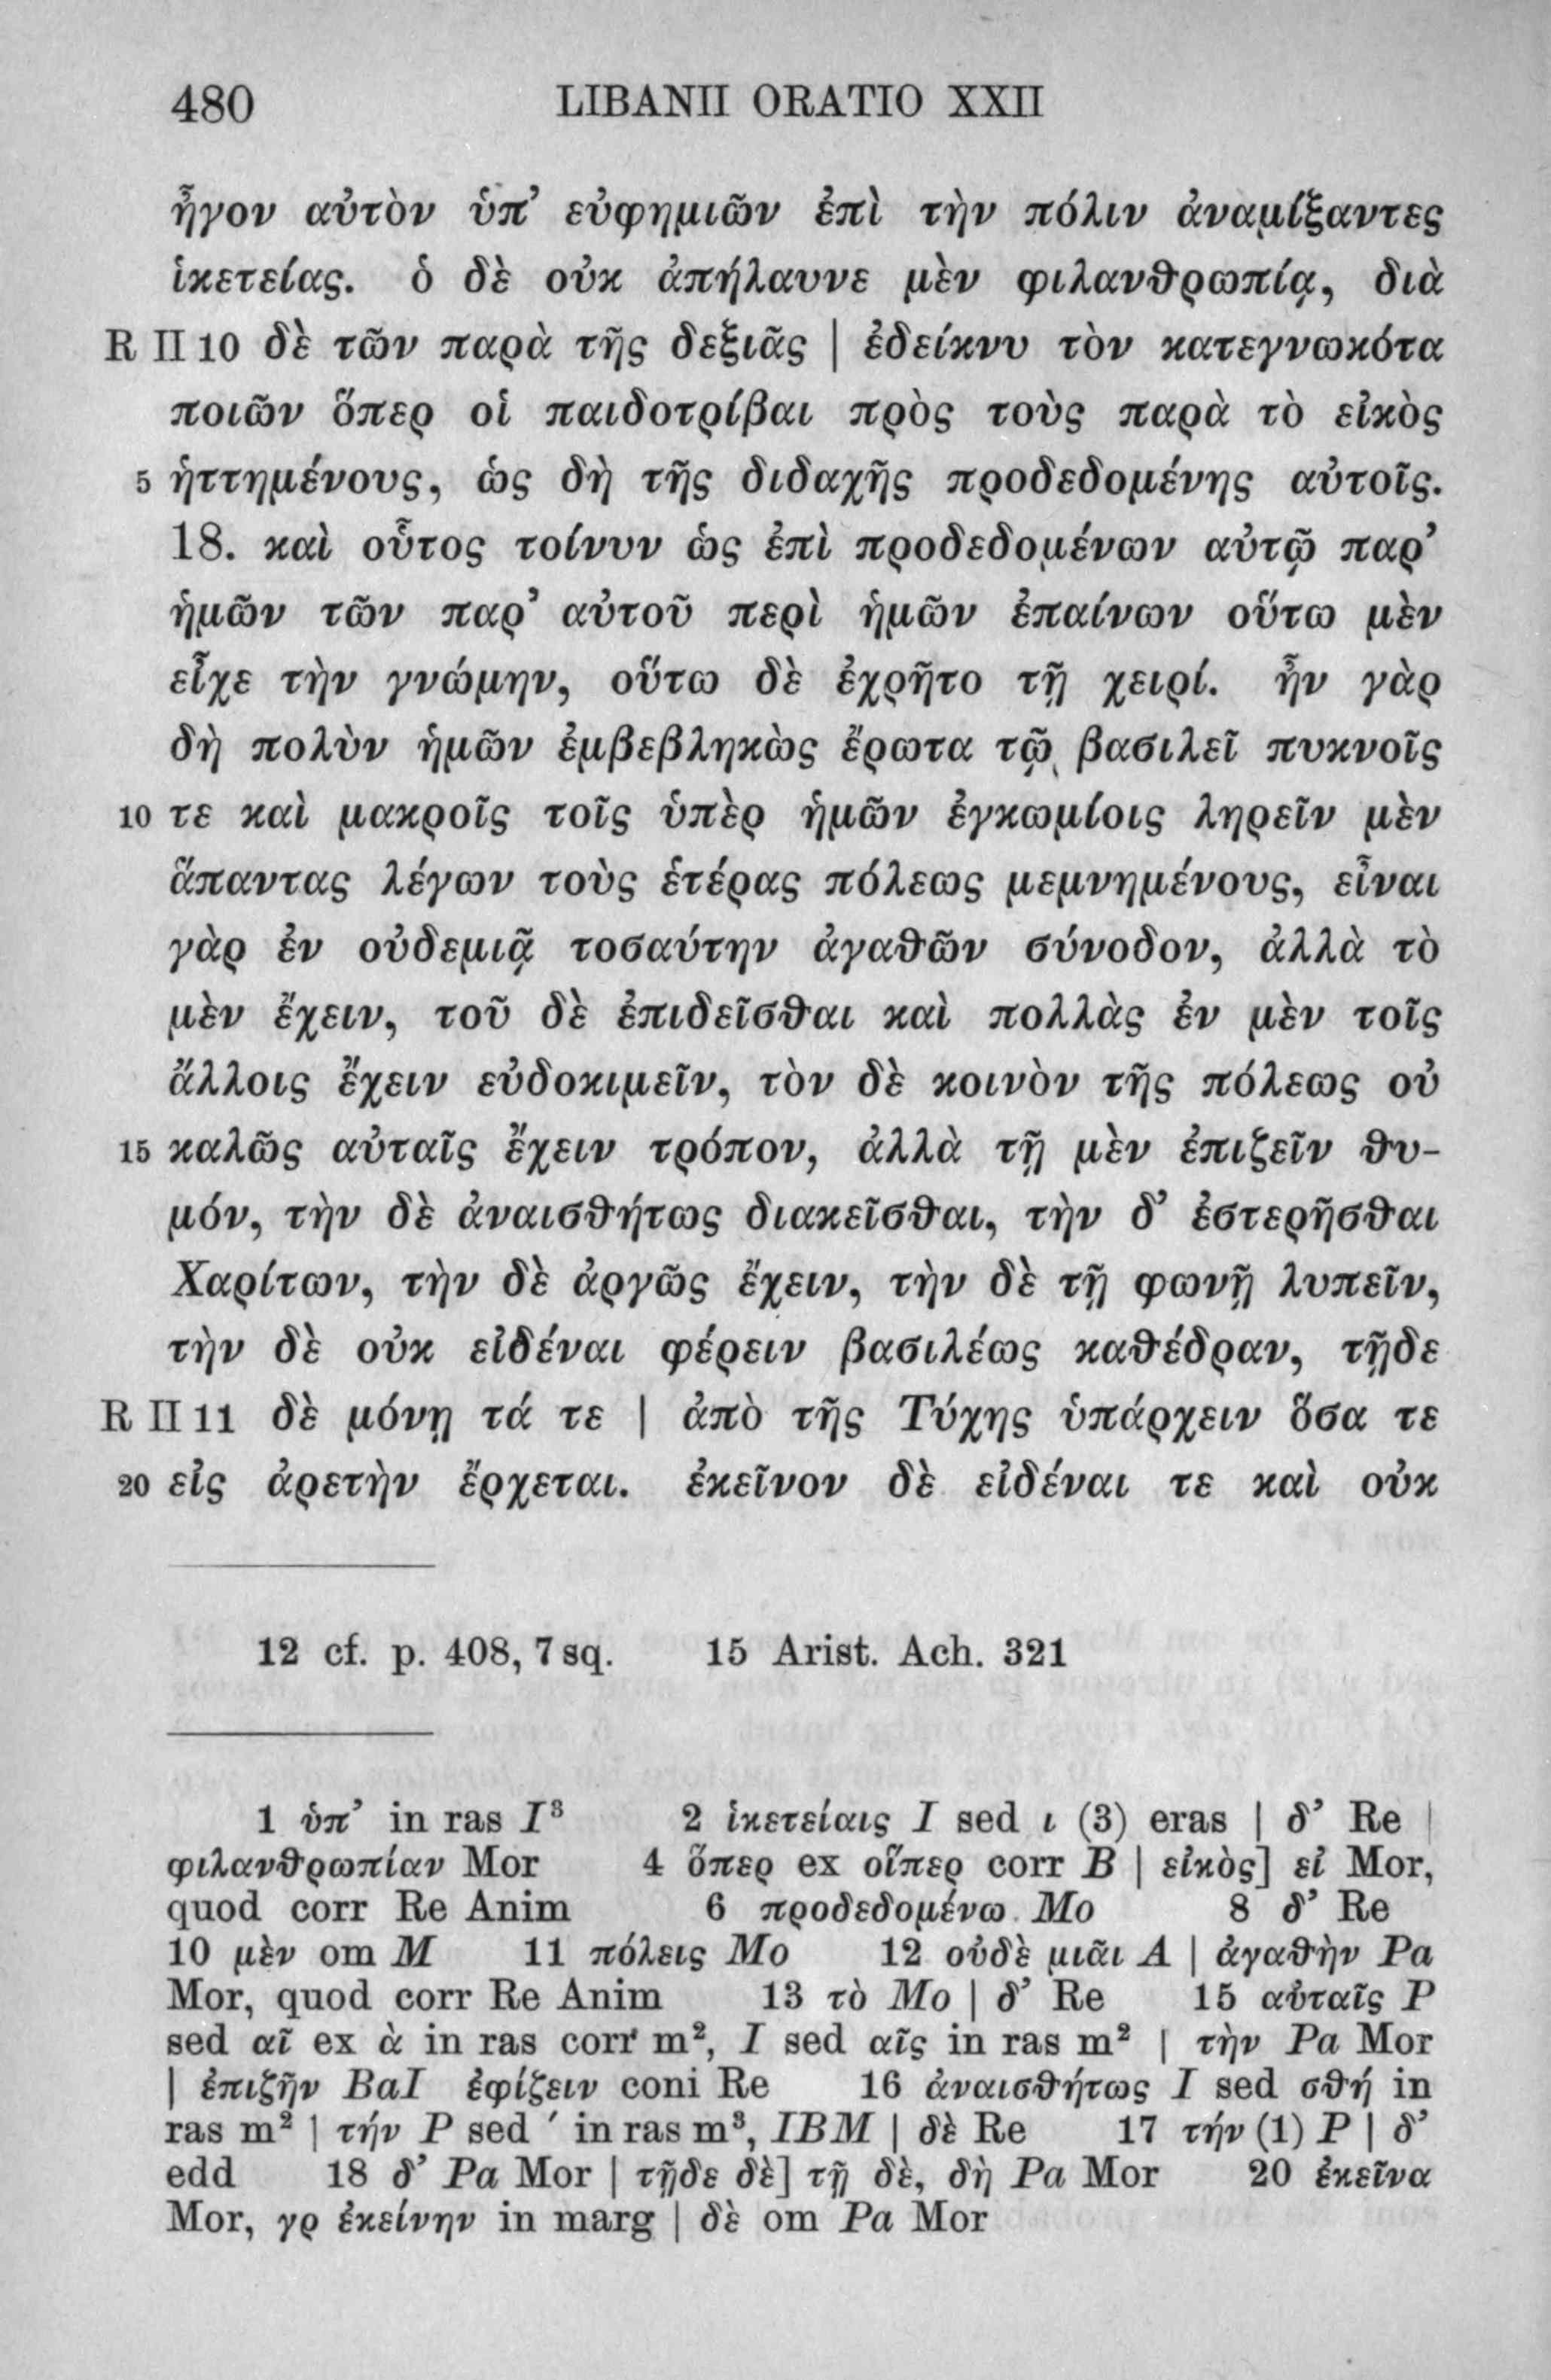 480 LIBANII ORATIO XXII
ἦγον αὐτὸν ὑπ’ εὐφημιῶν ἐπὶ τὴν πόλιν ἀναμίξαντες
ἱκετείας. ὁ δὲ οὐκ ἀπήλαυνε μὲν φιλανθρωπίᾳ, διὰ
R II 10 δὲ τῶν παρὰ τῆς δεξιᾶς | ἐδείκνυ τὸν κατεγνωκότα
ποιῶν ὅπερ οἱ παιδοτρίβαι πρὸς τοὺς παρὰ τὸ εἰκὸς
5 ἡττημένους, ὡς δὴ τῆς διδαχῆς προδεδομένης αὐτοῖς.
18. καὶ οὗτος τοίνυν ὡς ἐπὶ προδεδομένων αὐτῷ παρ’
ἡμῶν τῶν παρ’ αὐτοῦ περὶ ἡμῶν ἐπαίνων οὕτω μὲν
εἶχε τὴν γνώμην, οὕτω δὲ ἐχρῆτο τῇ χειρί. ἦν γὰρ
δὴ πολὺν ἡμῶν ἐμβεβληκὼς ἔρωτα τῷ βασιλεῖ πυκνοῖς
10 τε καὶ μακροῖς τοῖς ὑπὲρ ἡμῶν ἐγκωμίοις ληρεῖν μὲν
ἅπαντας λέγων τοὺς ἑτέρας πόλεως μεμνημένους, εἶναι
γὰρ ἐν οὐδεμιᾷ τοσαύτην ἀγαθῶν σύνοδον, ἀλλὰ τὸ
μὲν ἔχειν, τοῦ δὲ ἐπιδεῖσθαι καὶ πολλὰς ἐν μὲν τοῖς
ἄλλοις ἔχειν εὐδοκιμεῖν, τὸν δὲ κοινὸν τῆς πόλεως οὐ
15 καλῶς αὐταῖς ἔχειν τρόπον, ἀλλὰ τῇ μὲν ἐπιζεῖν θυ-
μόν, τὴν δὲ ἀναισθήτως διακεῖσθαι, τὴν δ’ ἐστερῆσθαι
Χαρίτων, τὴν δὲ ἀργῶς ἔχειν, τὴν δὲ τῇ φωνῇ λυπεῖν,
τὴν δὲ οὐκ εἰδέναι φέρειν βασιλέως καθέδραν, τῇδε
R II 11 δὲ μόνῃ τά τε | ἀπὸ τῆς Τύχης ὑπάρχειν ὅσα τε
20 εἰς ἀρετὴν ἔρχεται. ἐκεῖνον δὲ εἰδέναι τε καὶ οὐκ
12 cf. p. 408, 7 sq. 15 Arist. Ach. 321
1 ὑπ’ in ras I³ 2 ἱκετείαις I sed ι (3) eras | δ’ Re |
φιλανθρωπίαν Mor 4 ὅπερ ex οἵπερ corr B | εἰκὸς] εἰ Mor,
quod corr Re Anim 6 προδεδομένω Mo 8 δ’ Re
10 μὲν om M 11 πόλεις Mo 12 οὐδὲ μιᾶι A | ἀγαθὴν Pa
Mor, quod corr Re Anim 13 τὸ Mo | δ’ Re 15 αὐταῖς P
sed αῖ ex ὰ in ras corr m², I sed αῖς in ras m² | τὴν Pa Mor
| ἐπιζῆν BaI ἐφίζειν coni Re 16 ἀναισθήτως I sed σθή in
ras m² | τήν P sed ´ in ras m³, IBM | δὲ Re 17 τήν (1) P | δ’
edd 18 δ’ Pa Mor | τῇδε δὲ] τῇ δὲ, δὴ Pa Mor 20 ἐκεῖνα
Mor, γρ ἐκείνην in marg | δὲ om Pa Mor